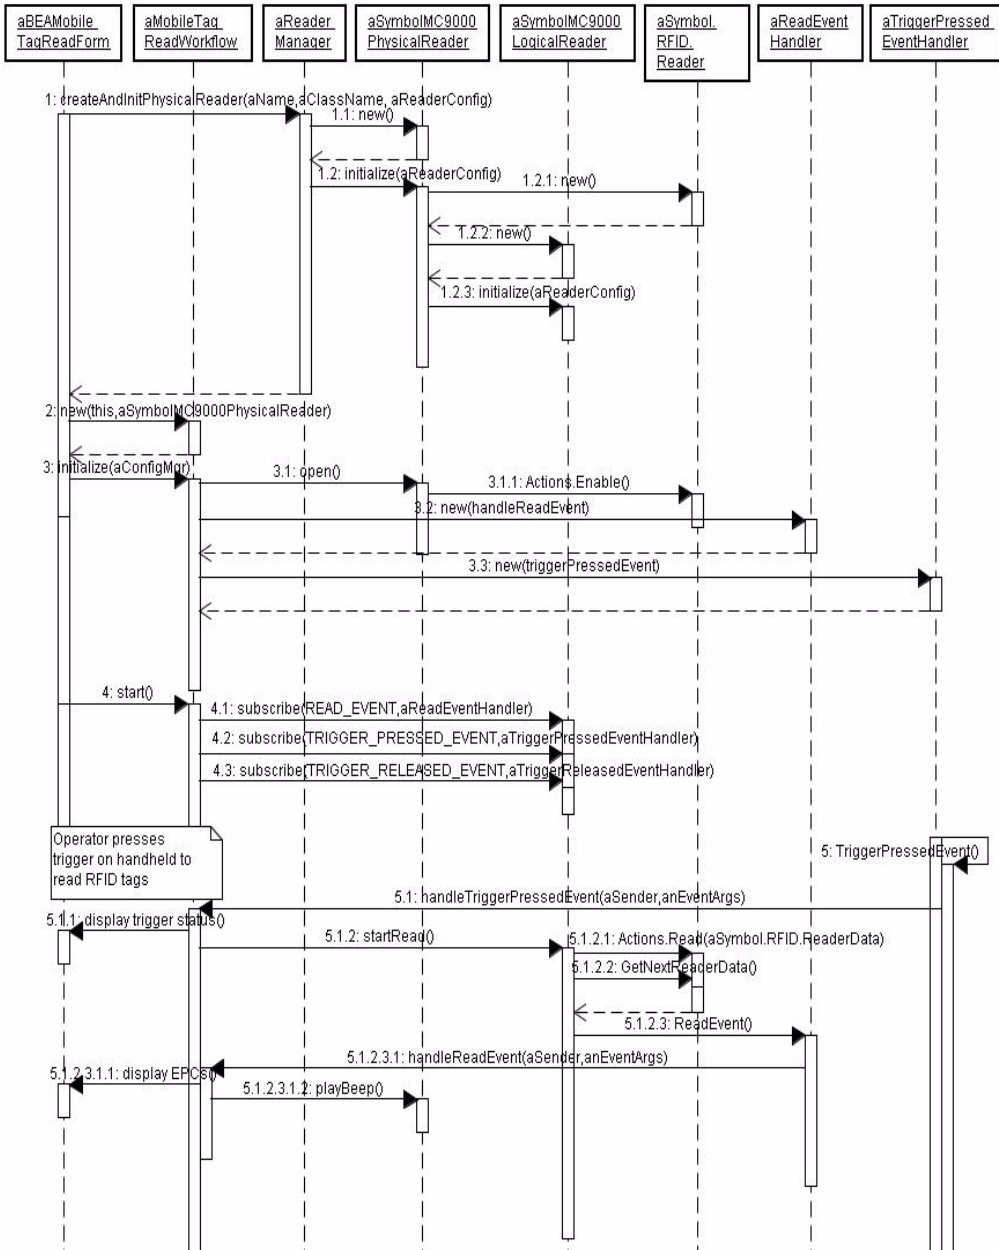 aBEAMobile
TagReadForm
aMobileTag
ReadWorkflow
aReader
Manager
aSymbolMC9000
PhysicalReader
aSymbolMC9000
LogicalReader
aSymbol.
RFID.
Reader
aReadEvent
Handler
aTriggerPressed
EventHandler
1: createAndInitPhysicalReader(aName,aClassName, aReaderConfig)
1.1: new()
1.2: initialize(aReaderConfig)
1.2.1: new()
1.2.2: new()
1.2.3: initialize(aReaderConfig)
2: new(this,aSymbolMC9000PhysicalReader)
3: initialize(aConfigMgr)
3.1: open()
3.1.1: Actions.Enable()
3.2: new(handleReadEvent)
3.3: new(triggerPressedEvent)
4: start()
4.1: subscribe(READ_EVENT,aReadEventHandler)
4.2: subscribe(TRIGGER_PRESSED_EVENT,aTriggerPressedEventHandler)
4.3: subscribe(TRIGGER_RELEASED_EVENT,aTriggerReleasedEventHandler)
Operator presses
trigger on handheld to
read RFID tags
5: TriggerPressedEvent()
5.1: handleTriggerPressedEvent(aSender,anEventArgs)
5.1.1: display trigger status()
5.1.2: startRead()
5.1.2.1: Actions.Read(aSymbol.RFID.ReaderData)
5.1.2.2: GetNextReaderData()
5.1.2.3: ReadEvent()
5.1.2.3.1: handleReadEvent(aSender,anEventArgs)
5.1.2.3.1.1: display EPCs()
5.1.2.3.1.2: playBeep()